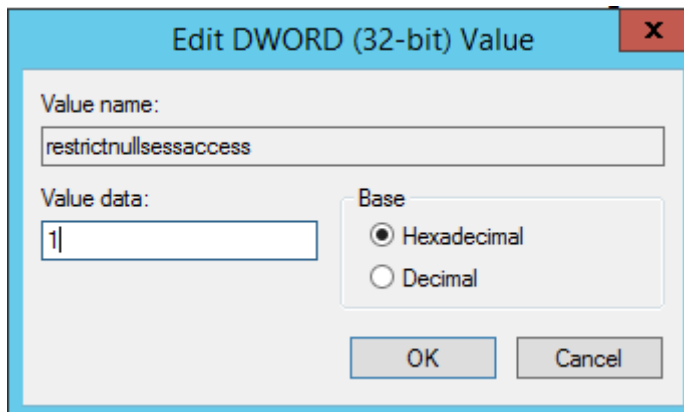 Edit DWORD (32-bit) Value
x
Value name:
restrictnullsessaccess
Value data:
1
Base
Hexadecimal
Decimal
OK
Cancel